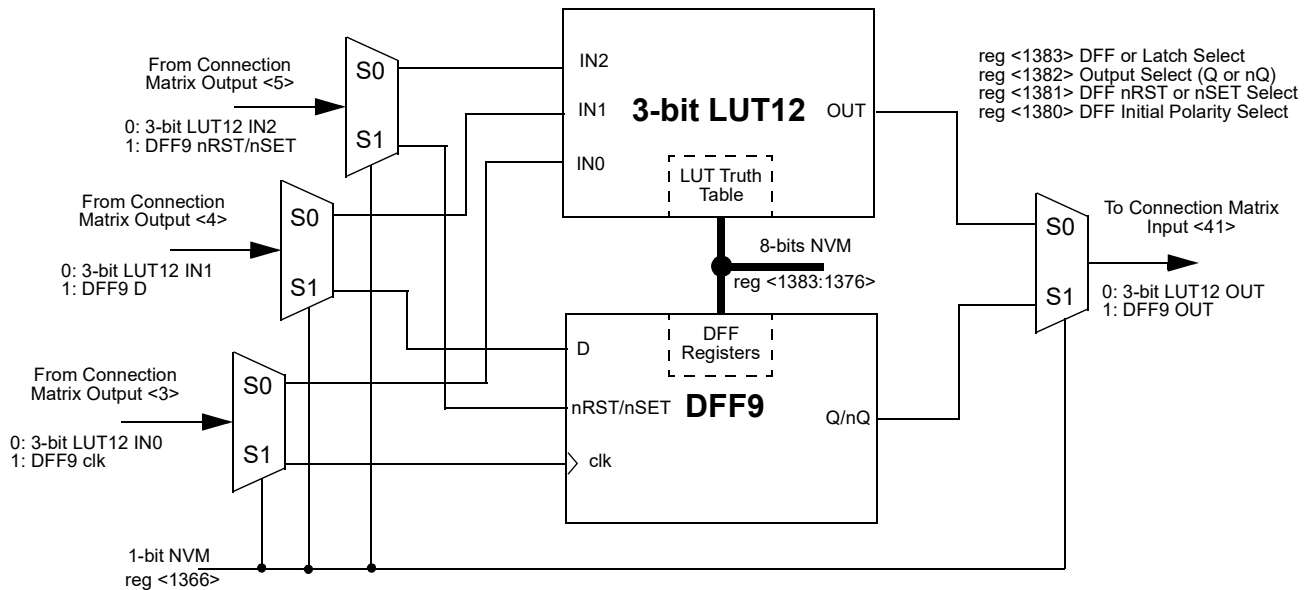 From Connection
Matrix Output <5>
0: 3-bit LUT12 IN2
1: DFF9 nRST/nSET
S0
S1
From Connection
Matrix Output <4>
0: 3-bit LUT12 IN1
1: DFF9 D
S0
S1
From Connection
Matrix Output <3>
0: 3-bit LUT12 IN0
1: DFF9 clk
S0
S1
1-bit NVM
reg <1366>
IN2
IN1
IN0
3-bit LUT12
OUT
LUT Truth
Table
8-bits NVM
reg <1383:1376>
DFF
Registers
D
nRST/nSET
clk
DFF9
Q/nQ
reg <1383> DFF or Latch Select
reg <1382> Output Select (Q or nQ)
reg <1381> DFF nRST or nSET Select
reg <1380> DFF Initial Polarity Select
S0
S1
To Connection Matrix
Input <41>
0: 3-bit LUT12 OUT
1: DFF9 OUT